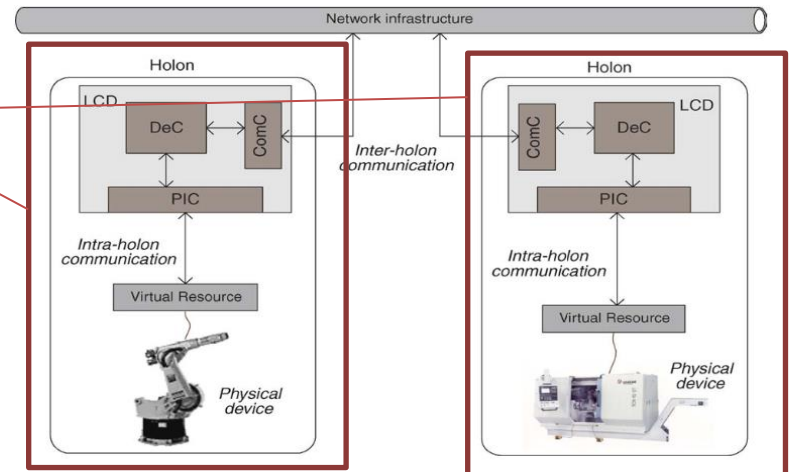 Network infrastructure
Holon
LCD
DeC
ComC
PIC
Intra-holon
communication
Virtual Resource
Physical
device
Inter-holon
communication
Holon
LCD
ComC
DeC
PIC
Intra-holon
communication
Virtual Resource
Physical
device